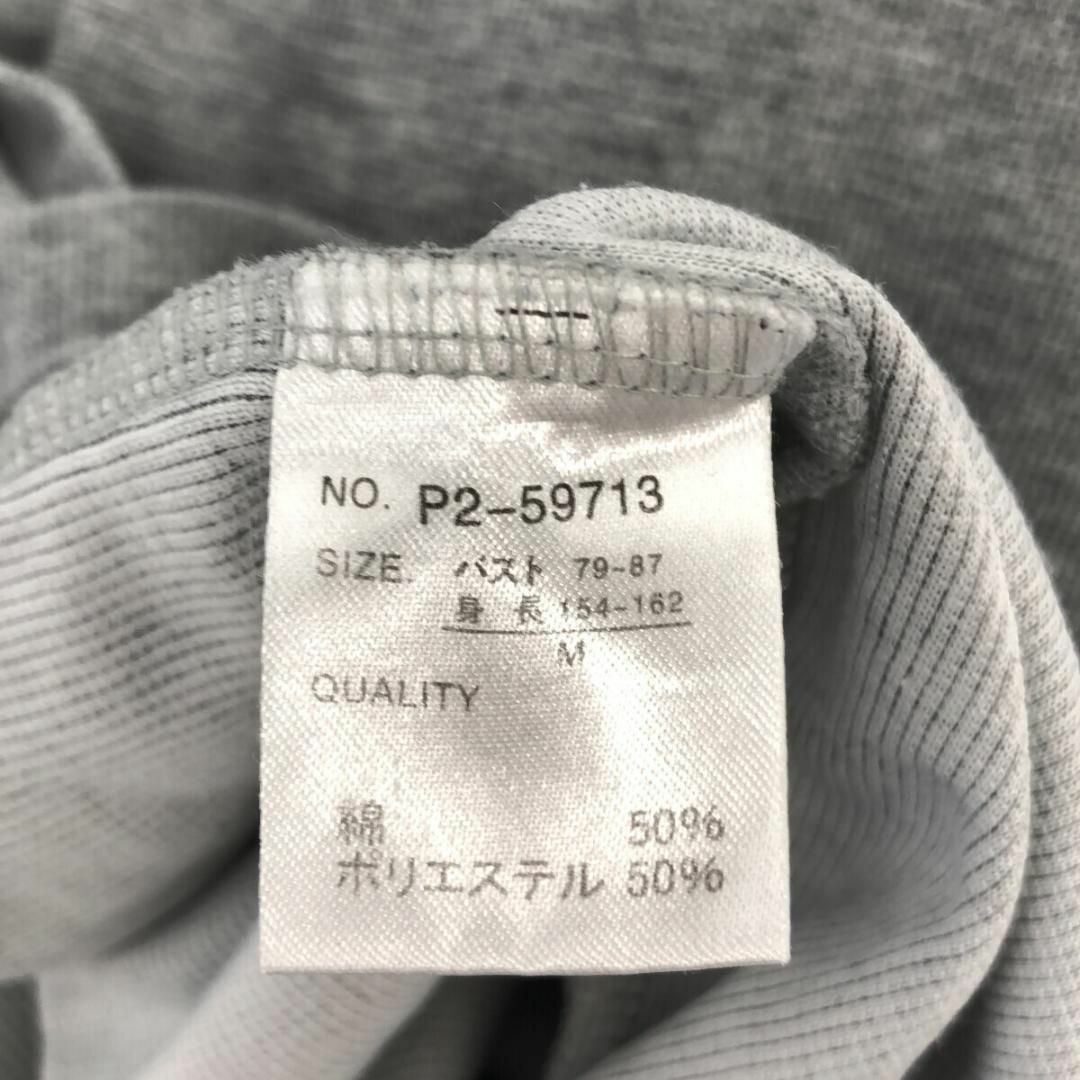 NO. P2-59713
SIZE. バスト 79-87
身 長 154-162
M
QUALITY
綿 50%
ポリエステル 50%